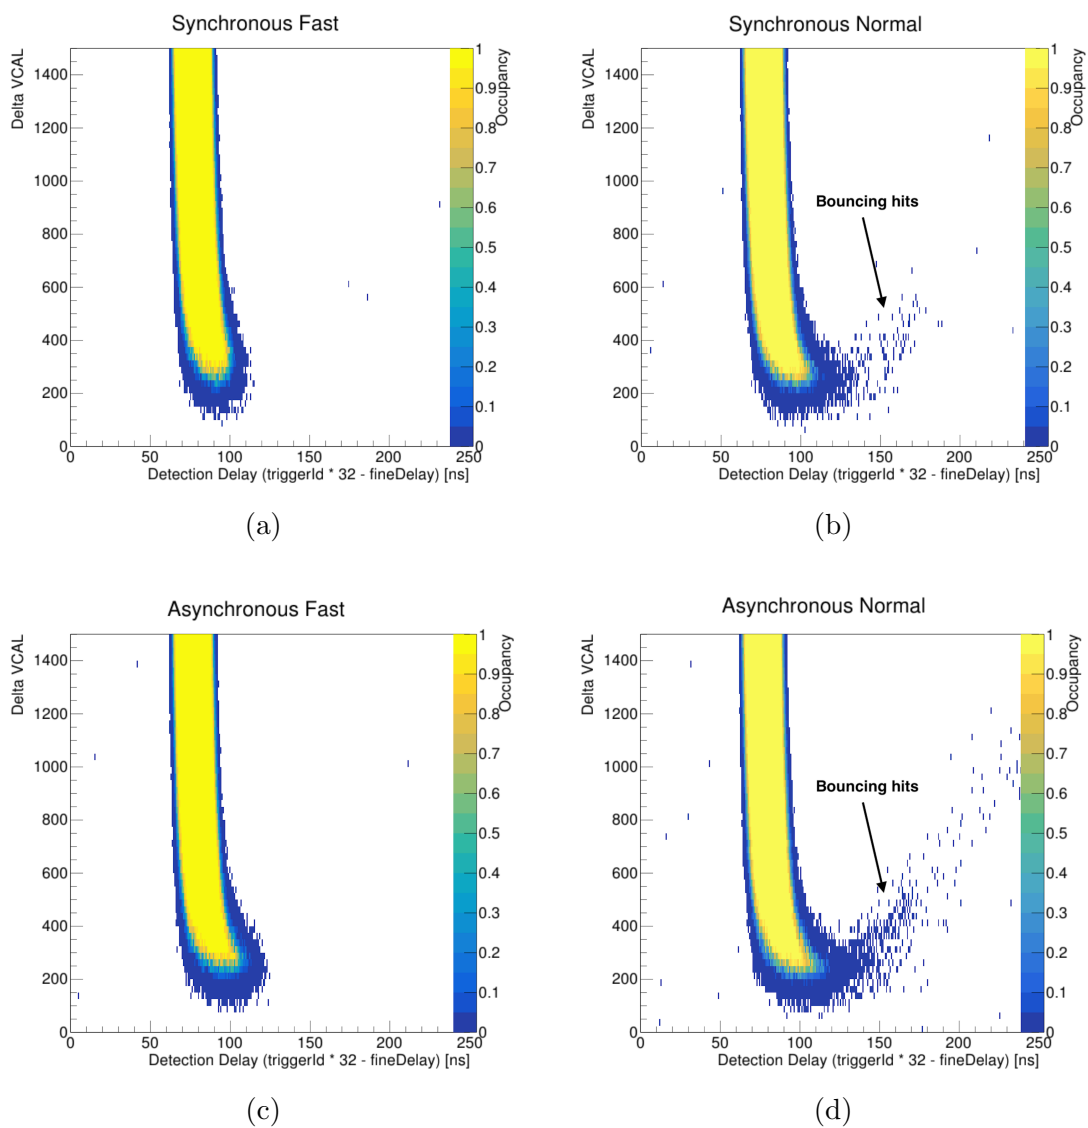 Synchronous Fast
Delta VCAL
1400
1200
1000
800
600
400
200
0
0 50 100 150 200 250
Detection Delay (triggerId * 32 - fineDelay) [ns]
1
0.9
0.8
0.7
0.6
0.5
0.4
0.3
0.2
0.1
0
Occupancy
(a)
Synchronous Normal
Delta VCAL
1400
1200
1000
800
600
400
200
0
Bouncing hits
0 50 100 150 200 250
Detection Delay (triggerId * 32 - fineDelay) [ns]
1
0.9
0.8
0.7
0.6
0.5
0.4
0.3
0.2
0.1
0
Occupancy
(b)
Asynchronous Fast
Delta VCAL
1400
1200
1000
800
600
400
200
0
0 50 100 150 200 250
Detection Delay (triggerId * 32 - fineDelay) [ns]
1
0.9
0.8
0.7
0.6
0.5
0.4
0.3
0.2
0.1
0
Occupancy
(c)
Asynchronous Normal
Delta VCAL
1400
1200
1000
800
600
400
200
0
Bouncing hits
0 50 100 150 200 250
Detection Delay (triggerId * 32 - fineDelay) [ns]
1
0.9
0.8
0.7
0.6
0.5
0.4
0.3
0.2
0.1
0
Occupancy
(d)